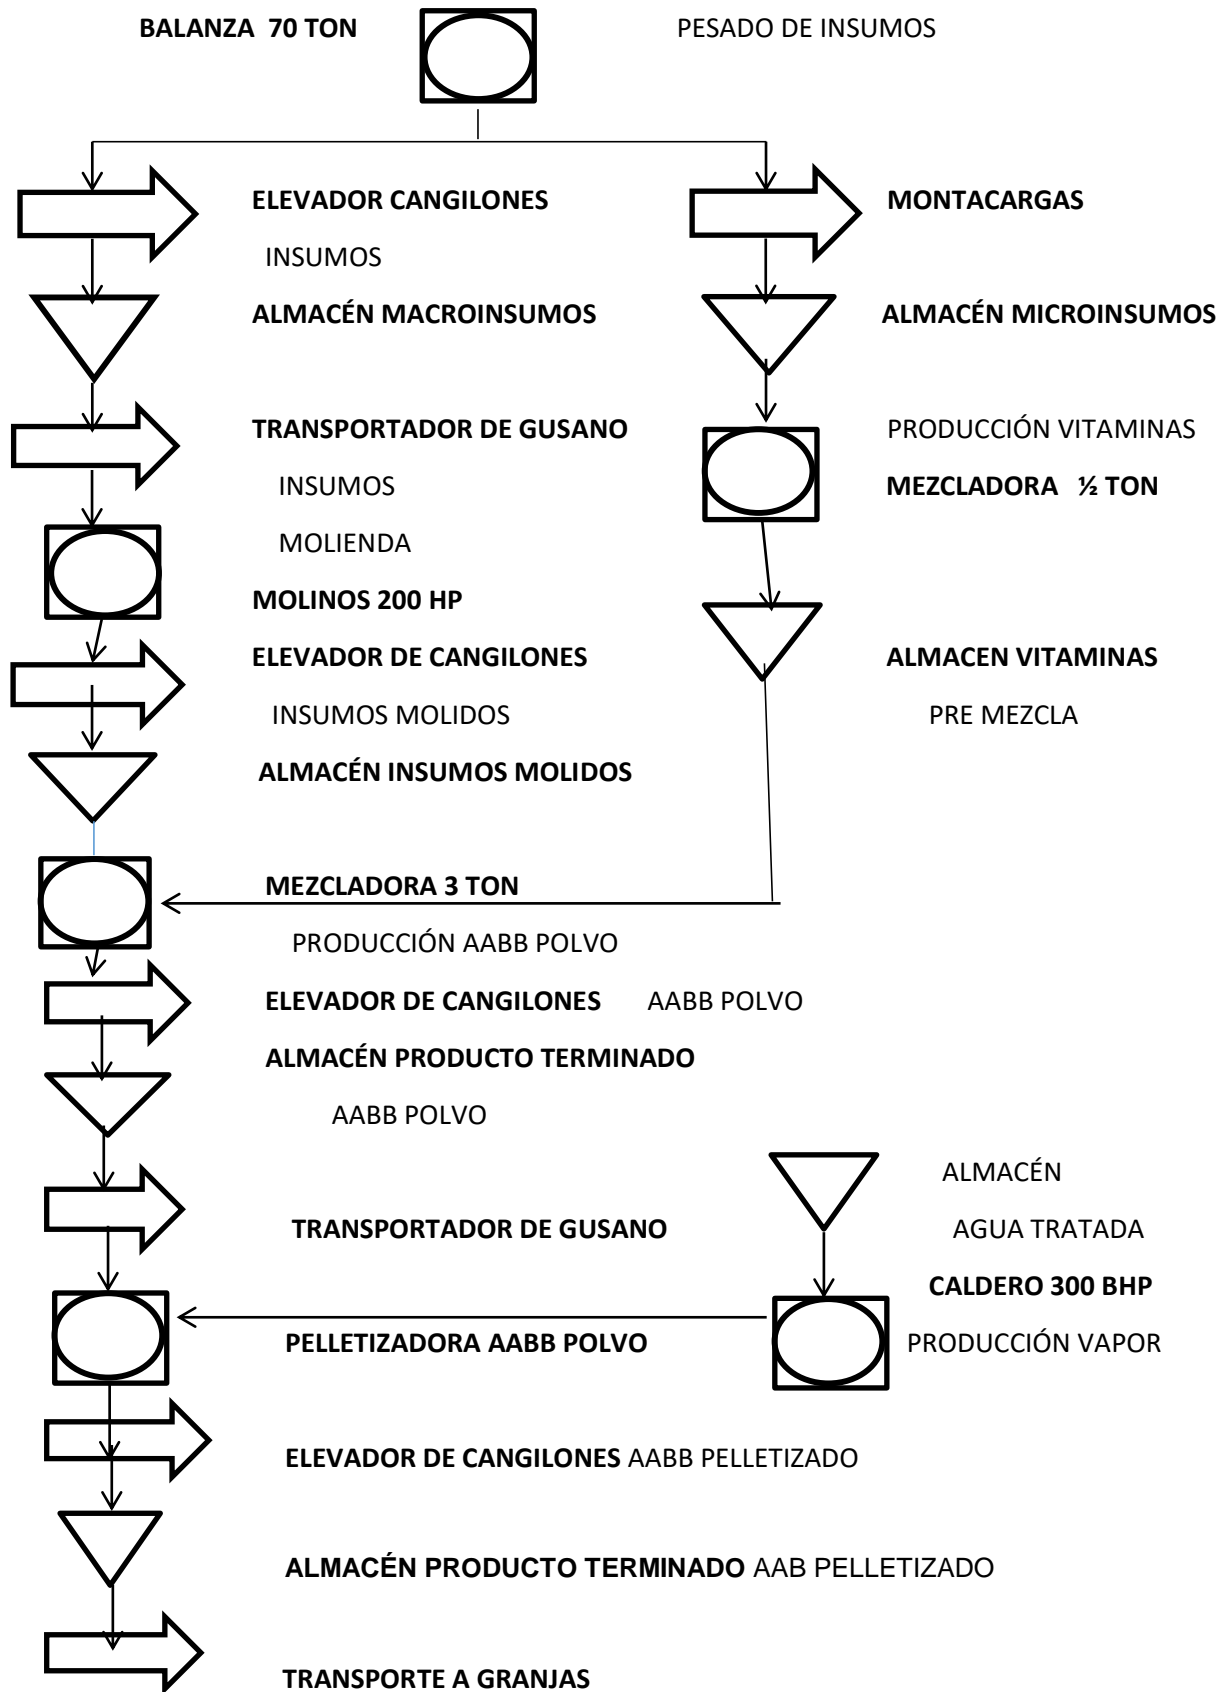 BALANZA 70 TON PESADO DE INSUMOS
ELEVADOR CANGILONES MONTACARGAS
INSUMOS
ALMACÉN MACROINSUMOS ALMACÉN MICROINSUMOS
TRANSPORTADOR DE GUSANO PRODUCCIÓN VITAMINAS
INSUMOS MEZCLADORA ½ TON
MOLIENDA
MOLINOS 200 HP
ELEVADOR DE CANGILONES ALMACEN VITAMINAS
INSUMOS MOLIDOS PRE MEZCLA
ALMACÉN INSUMOS MOLIDOS
MEZCLADORA 3 TON
PRODUCCIÓN AABB POLVO
ELEVADOR DE CANGILONES AABB POLVO
ALMACÉN PRODUCTO TERMINADO
AABB POLVO
ALMACÉN
TRANSPORTADOR DE GUSANO AGUA TRATADA
CALDERO 300 BHP
PELLETIZADORA AABB POLVO PRODUCCIÓN VAPOR
ELEVADOR DE CANGILONES AABB PELLETIZADO
ALMACÉN PRODUCTO TERMINADO AAB PELLETIZADO
TRANSPORTE A GRANJAS